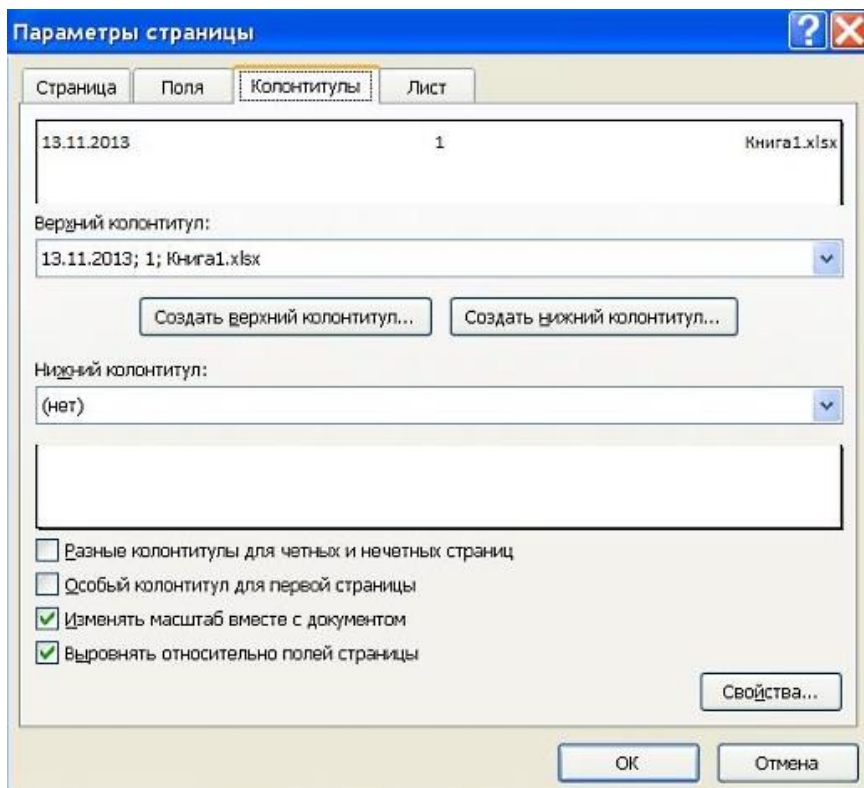 Параметры страницы
Страница Поля Колонтитулы Лист
13.11.2013 1 Книга1.xlsx
Верхний колонтитул:
13.11.2013; 1; Книга1.xlsx
Создать верхний колонтитул... Создать нижний колонтитул...
Нижний колонтитул:
(нет)
Разные колонтитулы для четных и нечетных страниц
Особый колонтитул для первой страницы
Изменять масштаб вместе с документом
Выровнять относительно полей страницы
Свойства...
ОК Отмена